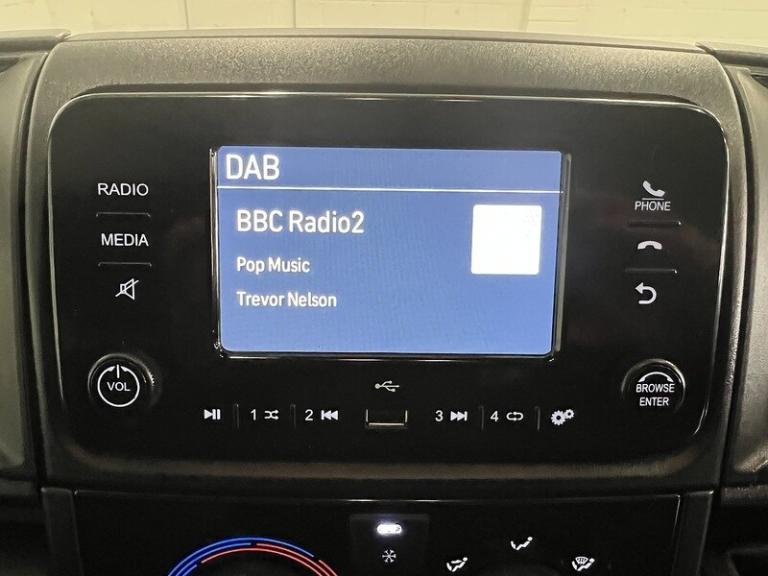 DAB
RADIO
PHONE
BBC Radio2
MEDIA
Pop Music
Trevor Nelson
VOL
BROWSE
ENTER
1 2 3 4